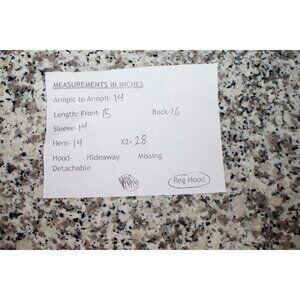 MEASUREMENTS IN INCHES
Armpit to Armpit- 14
Length: Front- 15 Back- 16
Sleeve- 14
Hem- 14 X2= 28
Hood- Hideaway Missing
Detachable
Reg Hood